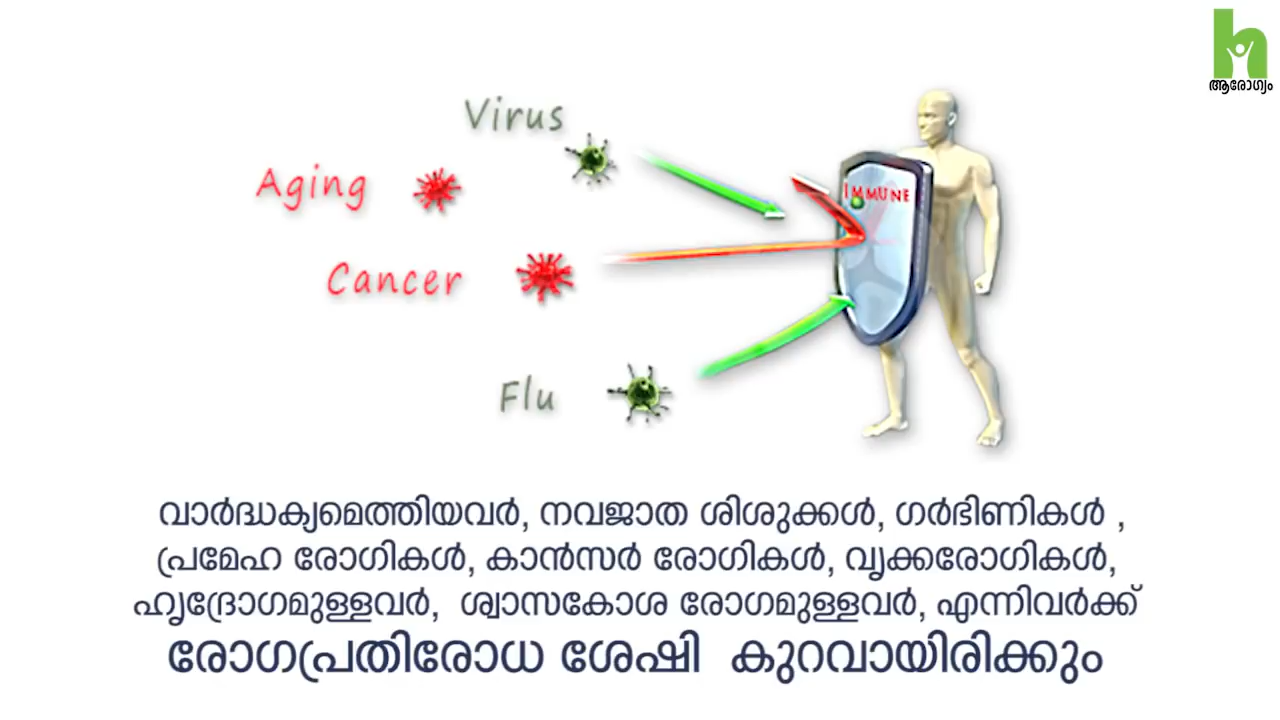 ആരോഗ്യം
Virus
Aging
IMMUNE
Cancer
Flu
വാർദ്ധക്യമെത്തിയവർ, നവജാത ശിശുക്കൾ, ഗർഭിണികൾ ,
പ്രമേഹ രോഗികൾ, കാൻസർ രോഗികൾ, വൃക്കരോഗികൾ,
ഹൃദ്രോഗമുള്ളവർ, ശ്വാസകോശ രോഗമുള്ളവർ, എന്നിവർക്ക്
രോഗപ്രതിരോധ ശേഷി കുറവായിരിക്കും